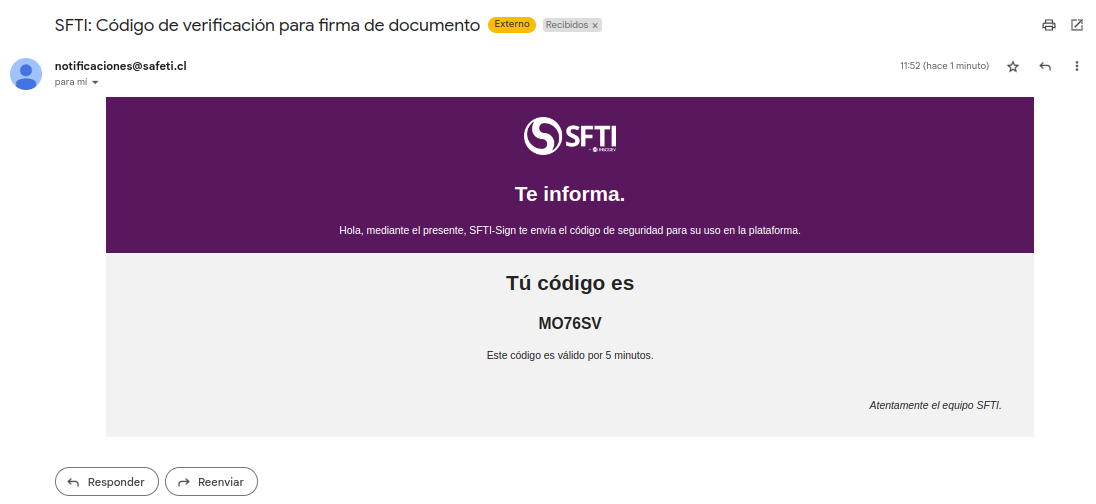 SFTI: Código de verificación para firma de documento Externo Recibidos ×
notificaciones@safeti.cl 11:52 (hace 1 minuto)
para mí
SFTI
Te informa.
Hola, mediante el presente, SFTI-Sign te envía el código de seguridad para su uso en la plataforma.
Tú código es
MO76SV
Este código es válido por 5 minutos.
Atentamente el equipo SFTI.
Responder Reenviar